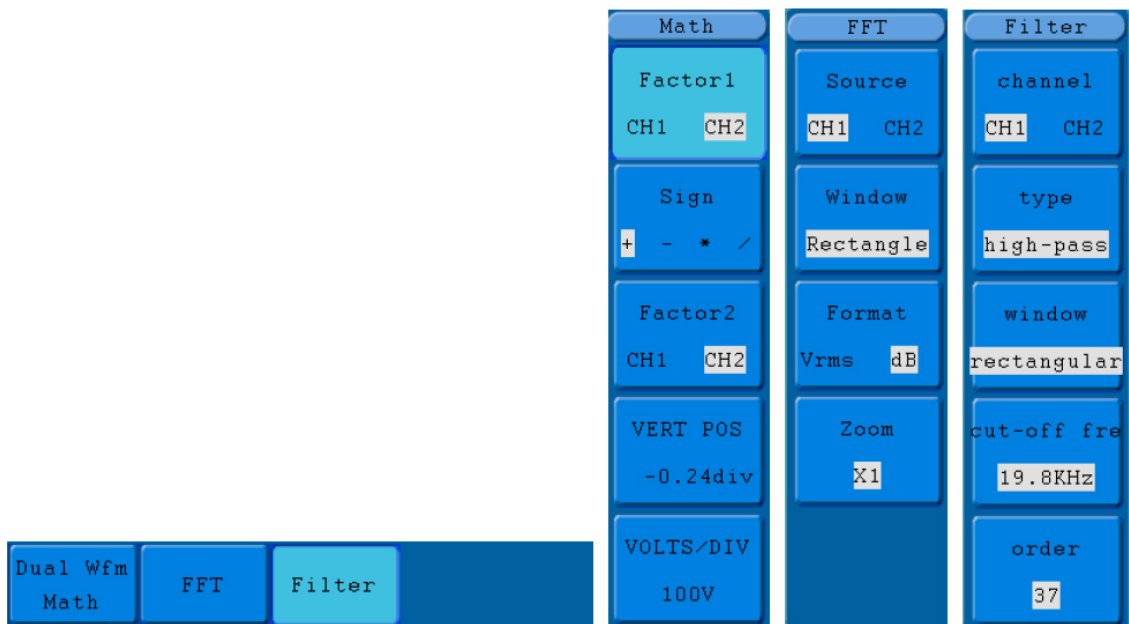 Math
Factor1
CH1 CH2
Sign
+ - * /
Factor2
CH1 CH2
VERT POS
-0.24div
VOLTS/DIV
100V
FFT
Source
CH1 CH2
Window
Rectangle
Format
Vrms dB
Zoom
X1
Filter
channel
CH1 CH2
type
high-pass
window
rectangular
cut-off fre
19.8KHz
order
37
Dual Wfm
Math
FFT
Filter